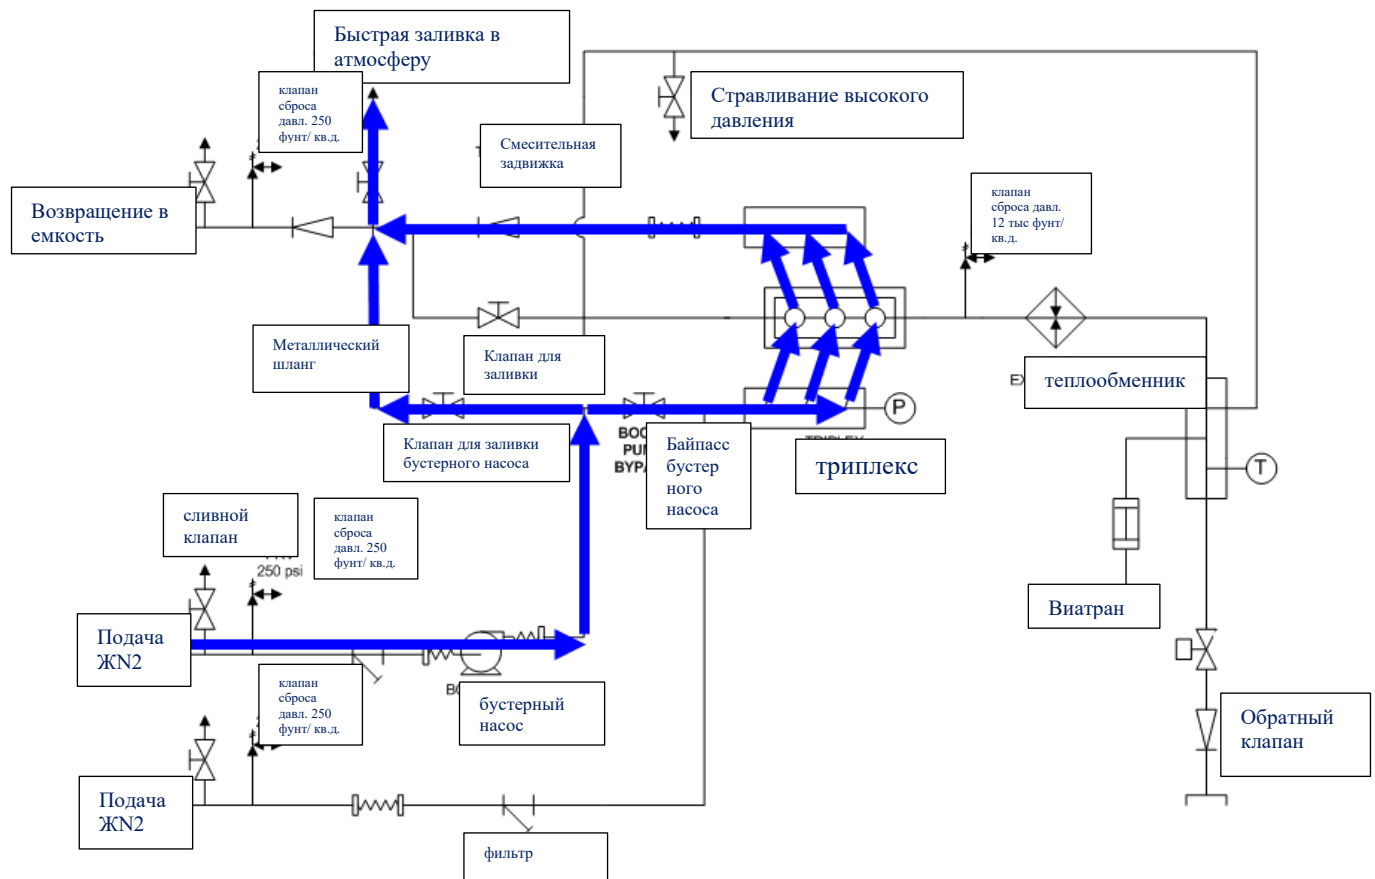 Быстрая заливка в
атмосферу
клапан
сброса
давл. 250
фунт/ кв.д.
Стравливание высокого
давления
Смесительная
задвижка
Возвращение в
емкость
клапан
сброса давл.
12 тыс фунт/
кв.д.
Металлический
шланг
Клапан для
заливки
теплообменник
P
Клапан для заливки
бустерного насоса
Байпасс
бустер
ного
насоса
триплекс
T
сливной
клапан
клапан
сброса
давл. 250
фунт/ кв.д.
250 psi
Виатран
Подача
ЖN2
клапан
сброса
давл. 250
фунт/ кв.д.
бустерный
насос
Обратный
клапан
Подача
ЖN2
фильтр